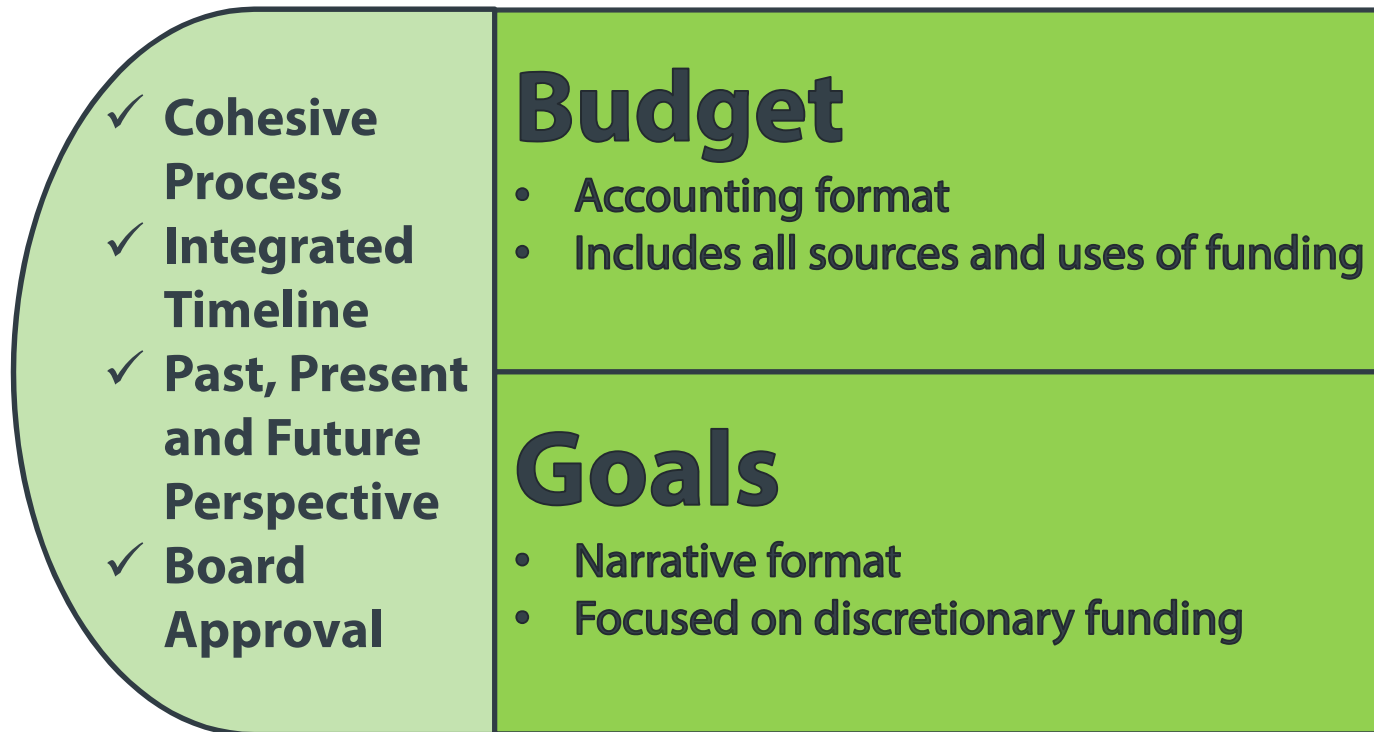 ✓ Cohesive
Process
✓ Integrated
Timeline
✓ Past, Present
and Future
Perspective
✓ Board
Approval
Budget
• Accounting format
• Includes all sources and uses of funding
Goals
• Narrative format
• Focused on discretionary funding